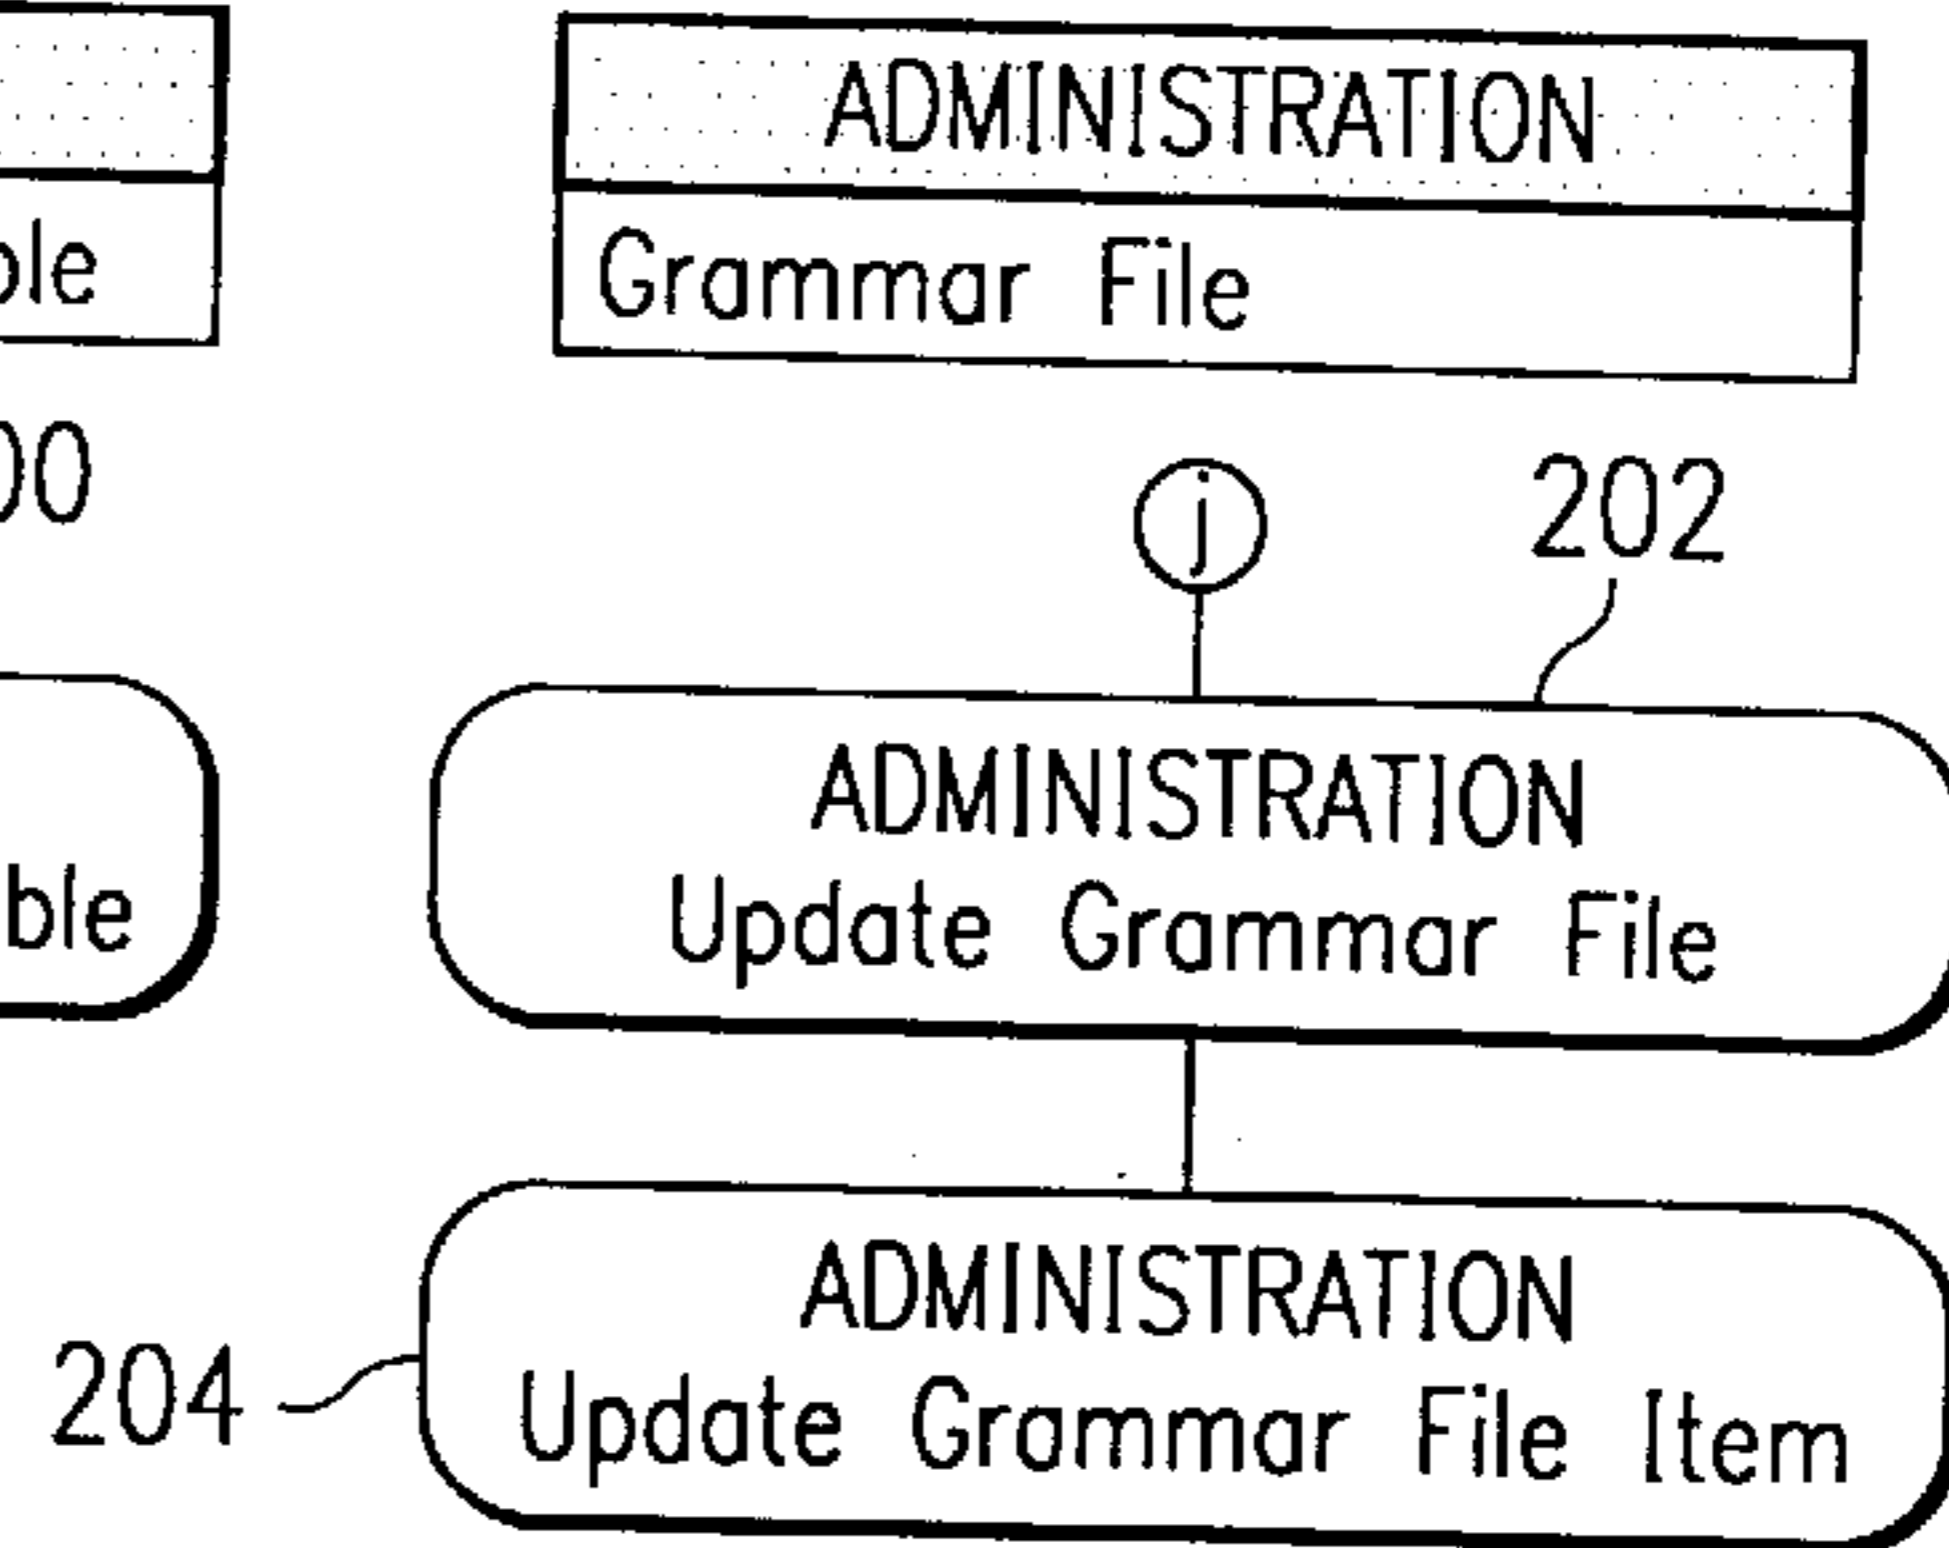 ADMINISTRATION
Grammar File
j
202
ADMINISTRATION
Update Grammar File
ADMINISTRATION
204
Update Grammar File Item